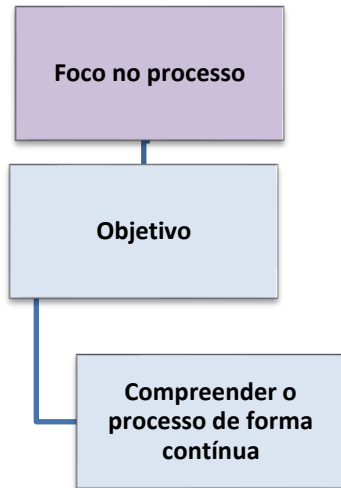 Foco no processo
Objetivo
Compreender o
processo de forma
contínua